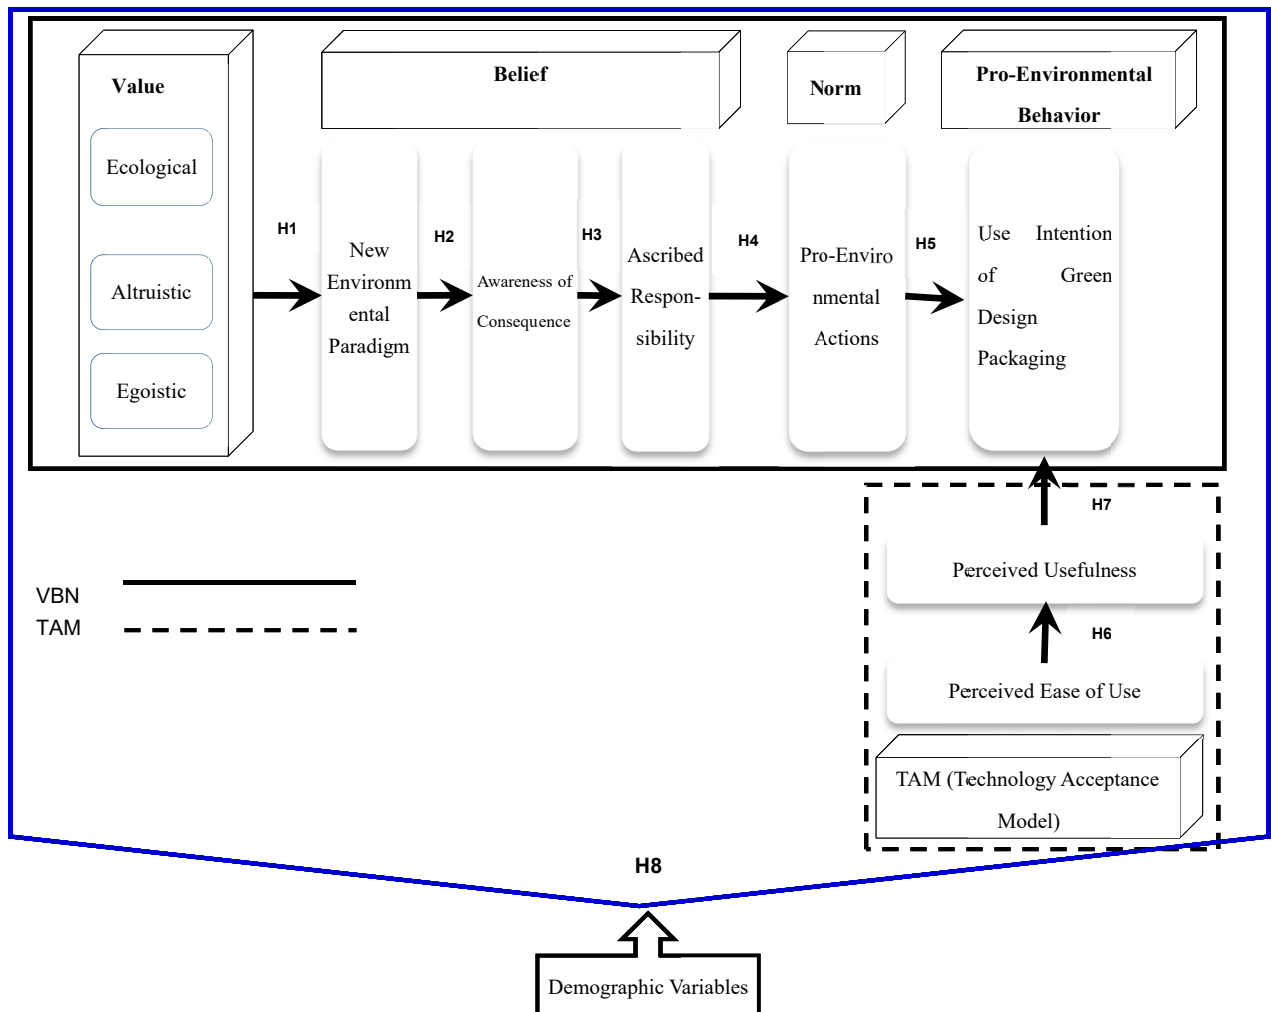 Value
Ecological
Altruistic
Egoistic
Belief
Norm
Pro-Environmental
Behavior
H1
New
Environm
ental
Paradigm
H2
Awareness of
Consequence
H3
Ascribed
Respon-
sibility
H4
Pro-Enviro
nmental
Actions
H5
Use Intention
of Green
Design
Packaging
H7
Perceived Usefulness
H6
Perceived Ease of Use
TAM (Technology Acceptance
Model)
VBN
TAM
H8
Demographic Variables